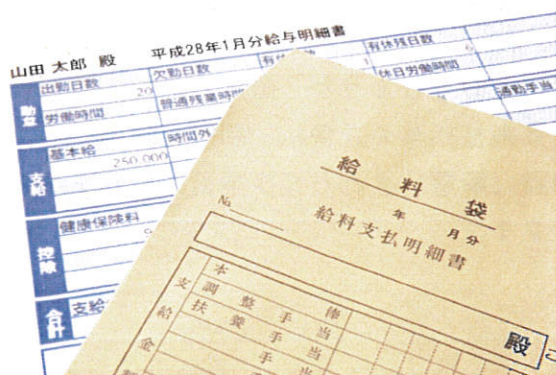 山田 太郎 殿 平成28年1月分給与明細書
勤怠
出勤日数 欠勤日数 有休残日数
20
労働時間 普通残業時間 休日労働時間 通勤手当
支給
基本給 時間外
250,000
控除
健康保険料
合計
支給
給料袋
年 月分
№
給料支払明細書
殿
支給金
本俸
調整手当
扶養手当
手当